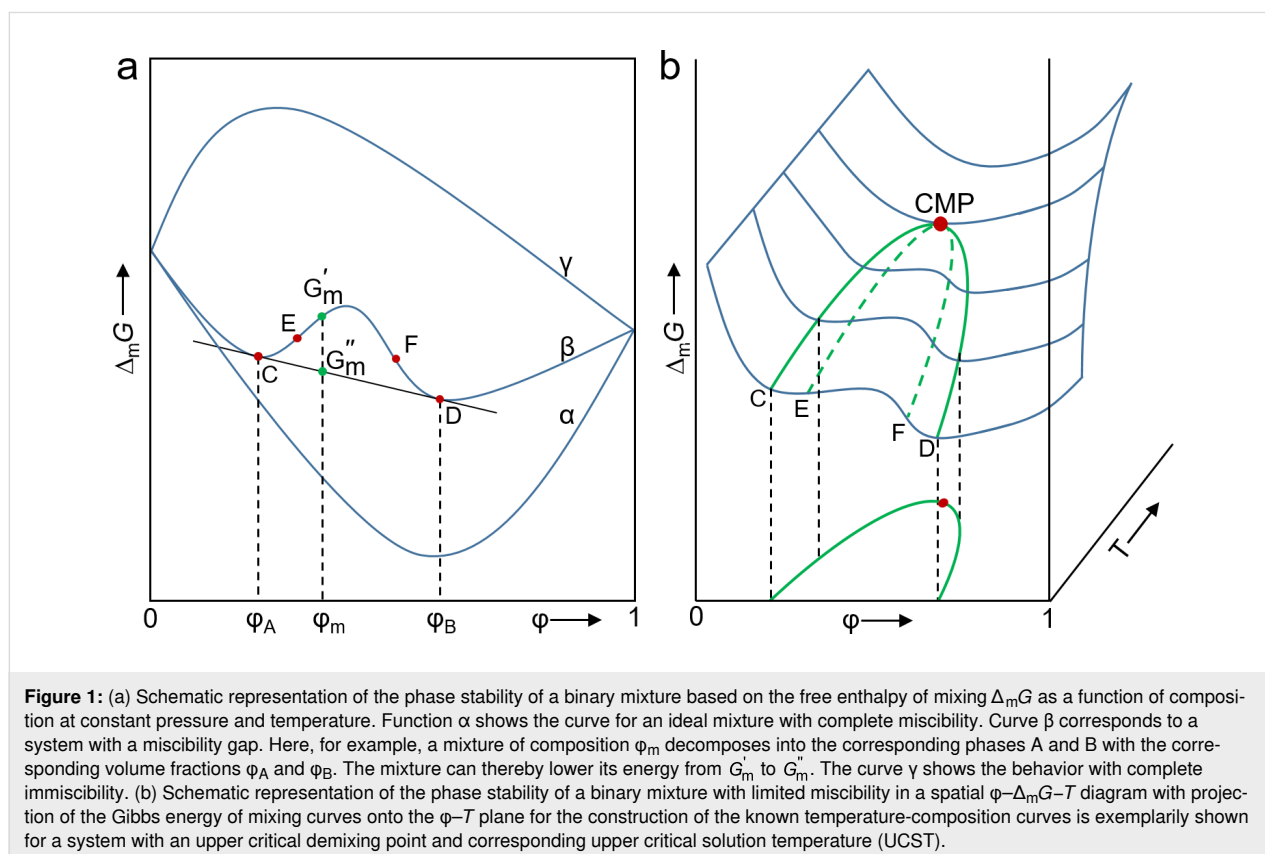 a
b
γ
CMP
G'm
E
F
β
G''m
C
D
α
ΔmG
ΔmG
C
E
F
D
T
0
φA
φm
φB
φ
1
0
φ
1
Figure 1: (a) Schematic representation of the phase stability of a binary mixture based on the free enthalpy of mixing ΔmG as a function of composi-
tion at constant pressure and temperature. Function α shows the curve for an ideal mixture with complete miscibility. Curve β corresponds to a
system with a miscibility gap. Here, for example, a mixture of composition φm decomposes into the corresponding phases A and B with the corre-
sponding volume fractions φA and φB. The mixture can thereby lower its energy from G'm to G''m. The curve γ shows the behavior with complete
immiscibility. (b) Schematic representation of the phase stability of a binary mixture with limited miscibility in a spatial φ–ΔmG–T diagram with projec-
tion of the Gibbs energy of mixing curves onto the φ–T plane for the construction of the known temperature-composition curves is exemplarily shown
for a system with an upper critical demixing point and corresponding upper critical solution temperature (UCST).